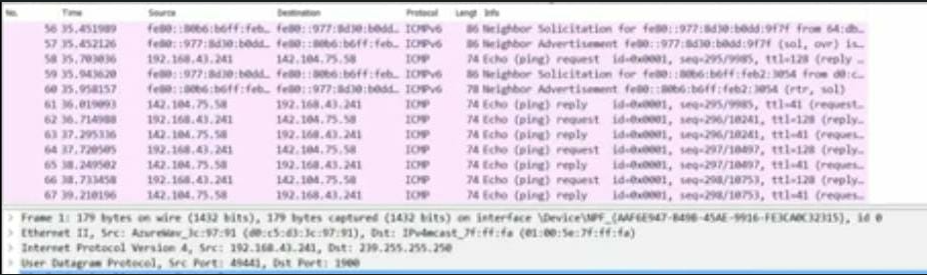 No. Time Source Destination Protocol Lengt Info
56 35.451989 fe80::80b6:b6ff:feb… fe80::977:8d30:b0dd… ICMPv6 86 Neighbor Solicitation for fe80::977:8d30:b0dd:9f7f from 64:db…
57 35.452126 fe80::977:8d30:b0dd… fe80::80b6:b6ff:feb… ICMPv6 86 Neighbor Advertisement fe80::977:8d30:b0dd:9f7f (sol, ovr) is…
58 35.703036 192.168.43.241 142.104.75.58 ICMP 74 Echo (ping) request id=0x0001, seq=295/9985, ttl=128 (reply …
59 35.943620 fe80::977:8d30:b0dd… fe80::80b6:b6ff:feb… ICMPv6 86 Neighbor Solicitation for fe80::80b6:b6ff:feb2:3054 from d0:c…
60 35.958157 fe80::80b6:b6ff:feb… fe80::977:8d30:b0dd… ICMPv6 78 Neighbor Advertisement fe80::80b6:b6ff:feb2:3054 (rtr, sol)
61 36.019093 142.104.75.58 192.168.43.241 ICMP 74 Echo (ping) reply id=0x0001, seq=295/9985, ttl=41 (request…
62 36.714988 192.168.43.241 142.104.75.58 ICMP 74 Echo (ping) request id=0x0001, seq=296/10241, ttl=128 (reply…
63 37.295336 142.104.75.58 192.168.43.241 ICMP 74 Echo (ping) reply id=0x0001, seq=296/10241, ttl=41 (reques…
64 37.720505 192.168.43.241 142.104.75.58 ICMP 74 Echo (ping) request id=0x0001, seq=297/10497, ttl=128 (reply…
65 38.249502 142.104.75.58 192.168.43.241 ICMP 74 Echo (ping) reply id=0x0001, seq=297/10497, ttl=41 (reques…
66 38.733458 192.168.43.241 142.104.75.58 ICMP 74 Echo (ping) request id=0x0001, seq=298/10753, ttl=128 (reply…
67 39.210196 142.104.75.58 192.168.43.241 ICMP 74 Echo (ping) reply id=0x0001, seq=298/10753, ttl=41 (reques…
> Frame 1: 179 bytes on wire (1432 bits), 179 bytes captured (1432 bits) on interface \Device\NPF_{AAF6E947-B49B-45AE-9916-FE3CA0C32315}, id 0
> Ethernet II, Src: AzureWav_3c:97:91 (d0:c5:d3:3c:97:91), Dst: IPv4mcast_7f:ff:fa (01:00:5e:7f:ff:fa)
> Internet Protocol Version 4, Src: 192.168.43.241, Dst: 239.255.255.250
> User Datagram Protocol, Src Port: 49441, Dst Port: 1900